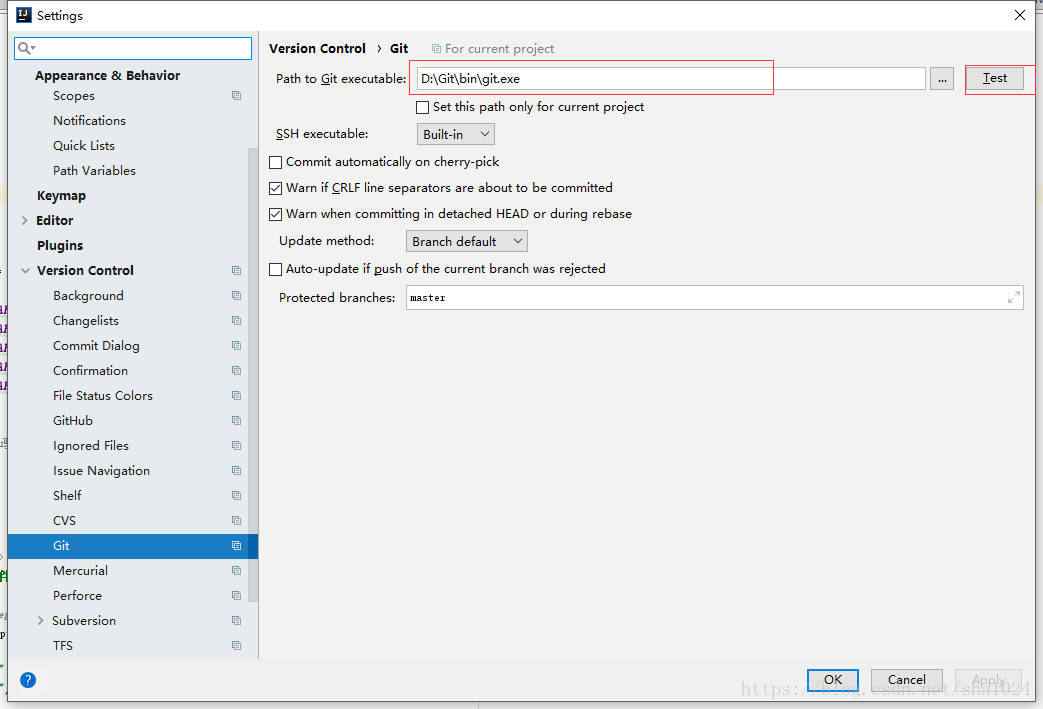 Settings
Version Control › Git For current project
Appearance & Behavior
Scopes
Notifications
Quick Lists
Path Variables
Keymap
Editor
Plugins
Version Control
Background
Changelists
Commit Dialog
Confirmation
File Status Colors
GitHub
Ignored Files
Issue Navigation
Shelf
CVS
Git
Mercurial
Perforce
Subversion
TFS
Path to Git executable: D:\Git\bin\git.exe ... Test
Set this path only for current project
SSH executable: Built-in
Commit automatically on cherry-pick
Warn if CRLF line separators are about to be committed
Warn when committing in detached HEAD or during rebase
Update method: Branch default
Auto-update if push of the current branch was rejected
Protected branches: master
? OK Cancel Apply
https://blog.csdn.net/sha1024